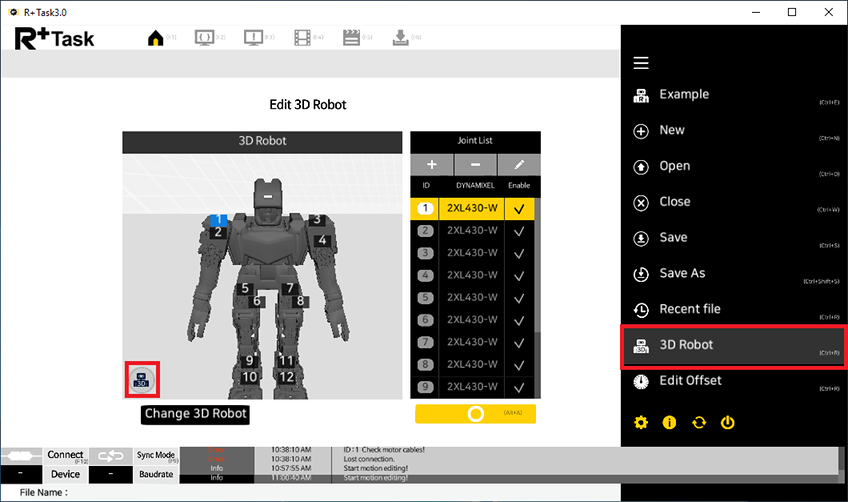 R+Task3.0
R+Task
Edit 3D Robot
3D Robot
1
2
3
4
5
6
7
8
9
10
11
12
3D
Change 3D Robot
Joint List
+ −
ID DYNAMIXEL Enable
1 2XL430-W
2 2XL430-W
3 2XL430-W
4 2XL430-W
5 2XL430-W
6 2XL430-W
7 2XL430-W
8 2XL430-W
9 2XL430-W
(Alt+A)
Example (Ctrl+E)
New (Ctrl+N)
Open (Ctrl+O)
Close (Ctrl+W)
Save (Ctrl+S)
Save As (Ctrl+Shift+S)
Recent file (Ctrl+R)
3D Robot (Ctrl+R)
Edit Offset (Ctrl+R)
Connect (F10)
Sync Mode (F9)
- Device - Baudrate
10:38:10 AM ID : 1 Check motor cables!
10:38:10 AM Lost connection.
Info 10:57:55 AM Start motion editing!
Info 11:00:40 AM Start motion editing!
File Name :